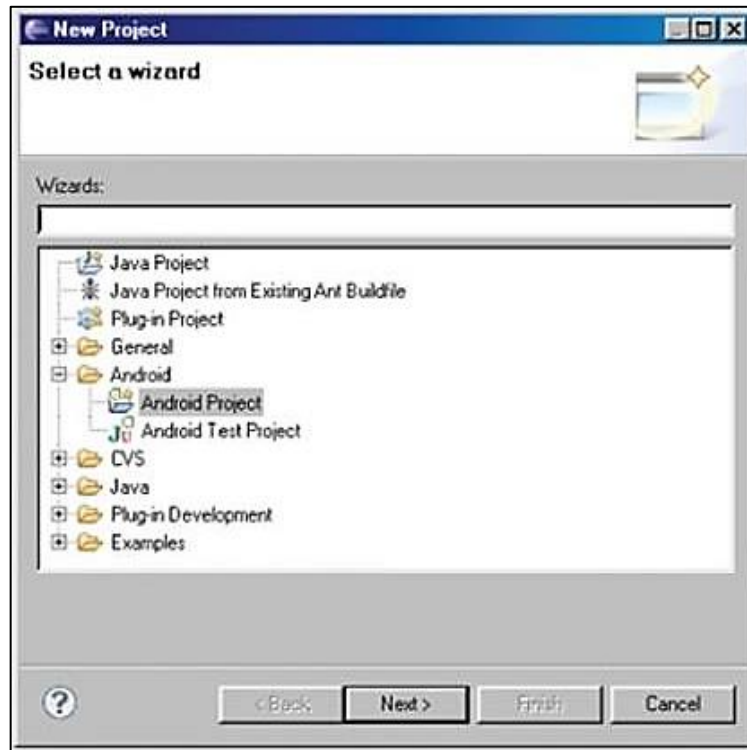 New Project
Select a wizard
Wizards:
Java Project
Java Project from Existing Ant Buildfile
Plug-in Project
General
Android
Android Project
Android Test Project
CVS
Java
Plug-in Development
Examples
? < Back Next > Finish Cancel